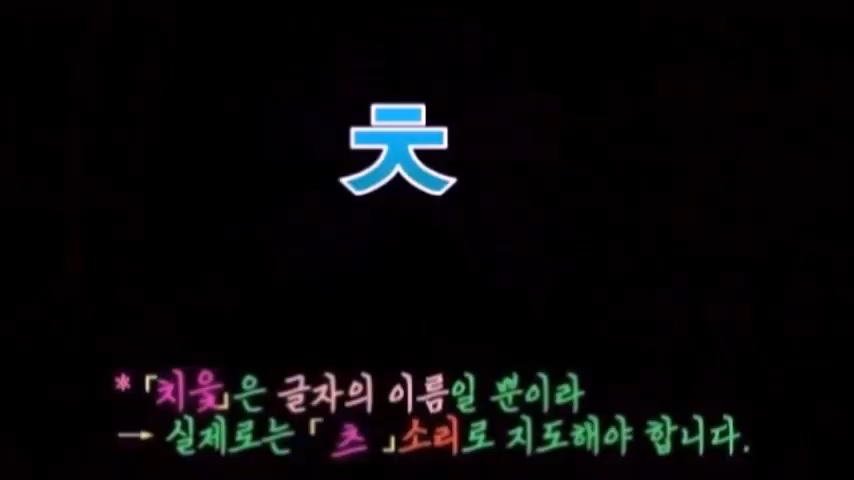 ㅊ
*「치읓」은 글자의 이름일 뿐이라
→ 실제로는「츠」소리로 지도해야 합니다.